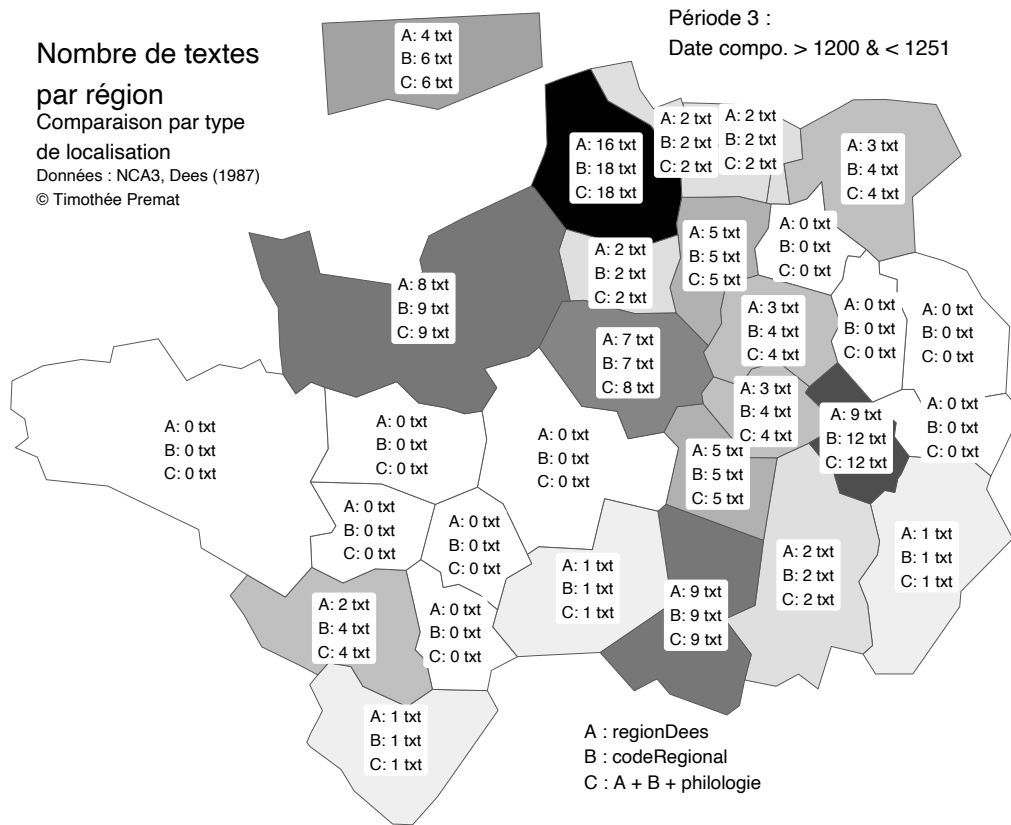 Nombre de textes
par région
Comparaison par type
de localisation
Données : NCA3, Dees (1987)
© Timothée Premat
Période 3 :
Date compo. > 1200 & < 1251
A: 4 txt
B: 6 txt
C: 6 txt
A: 16 txt
B: 18 txt
C: 18 txt
A: 2 txt
B: 2 txt
C: 2 txt
A: 2 txt
B: 2 txt
C: 2 txt
A: 3 txt
B: 4 txt
C: 4 txt
A: 8 txt
B: 9 txt
C: 9 txt
A: 2 txt
B: 2 txt
C: 2 txt
A: 5 txt
B: 5 txt
C: 5 txt
A: 0 txt
B: 0 txt
C: 0 txt
A: 7 txt
B: 7 txt
C: 8 txt
A: 3 txt
B: 4 txt
C: 4 txt
A: 0 txt
B: 0 txt
C: 0 txt
A: 0 txt
B: 0 txt
C: 0 txt
A: 0 txt
B: 0 txt
C: 0 txt
A: 0 txt
B: 0 txt
C: 0 txt
A: 0 txt
B: 0 txt
C: 0 txt
A: 3 txt
B: 4 txt
C: 4 txt
A: 9 txt
B: 12 txt
C: 12 txt
A: 0 txt
B: 0 txt
C: 0 txt
A: 5 txt
B: 5 txt
C: 5 txt
A: 0 txt
B: 0 txt
C: 0 txt
A: 0 txt
B: 0 txt
C: 0 txt
A: 1 txt
B: 1 txt
C: 1 txt
A: 2 txt
B: 2 txt
C: 2 txt
A: 1 txt
B: 1 txt
C: 1 txt
A: 2 txt
B: 4 txt
C: 4 txt
A: 0 txt
B: 0 txt
C: 0 txt
A: 9 txt
B: 9 txt
C: 9 txt
A: 1 txt
B: 1 txt
C: 1 txt
A : regionDees
B : codeRegional
C : A + B + philologie